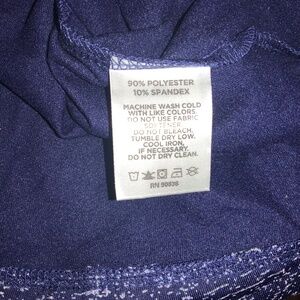 90% POLYESTER
10% SPANDEX
MACHINE WASH COLD
WITH LIKE COLORS.
DO NOT USE FABRIC
SOFTENER.
DO NOT BLEACH.
TUMBLE DRY LOW.
COOL IRON,
IF NECESSARY.
DO NOT DRY CLEAN.
RN 90836